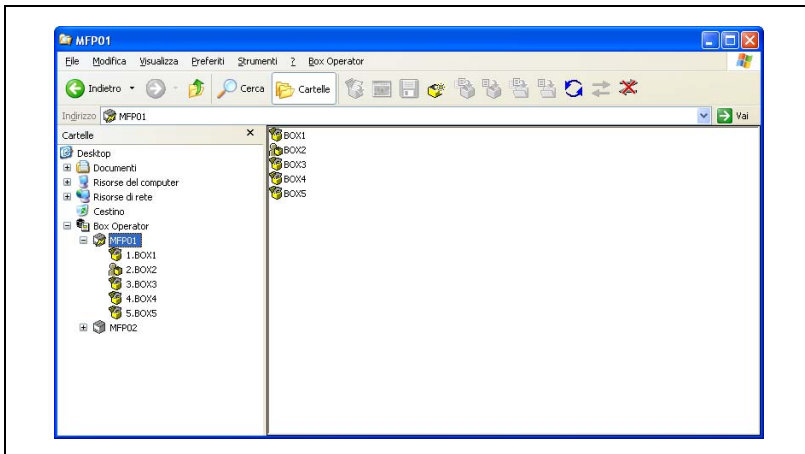 MFP01
File Modifica Visualizza Preferiti Strumenti ? Box Operator
Indietro Cerca Cartelle
Indirizzo MFP01 Vai
Cartelle
Desktop
Documenti
Risorse del computer
Risorse di rete
Cestino
Box Operator
MFP01
1.BOX1
2.BOX2
3.BOX3
4.BOX4
5.BOX5
MFP02
BOX1
BOX2
BOX3
BOX4
BOX5